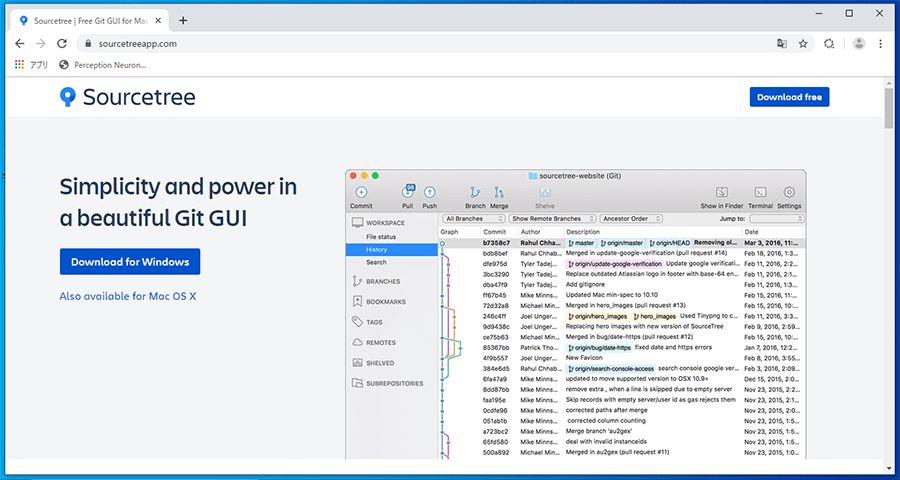 Sourcetree | Free Git GUI for Mac
sourcetreeapp.com
アプリ
Perception Neuron...
Sourcetree
Download free
Simplicity and power in
a beautiful Git GUI
Download for Windows
Also available for Mac OS X
sourcetree-website (Git)
Commit Pull Push Branch Merge Shelve Show in Finder Terminal Settings
All Branches Show Remote Branches Ancestor Order Jump to:
WORKSPACE
File status
History
Search
BRANCHES
BOOKMARKS
TAGS
REMOTES
SHELVED
SUBREPOSITORIES
Graph Commit Author Description Date
b7358c7 Rahul Chhab... master origin/master origin/HEAD Removing ol... Mar 3, 2016, 11:...
bdb8bef Rahul Chhab... Merged in update-google-verification (pull request #14) Feb 18, 2016, 1:3...
dfe975d Tyler Tadej... origin/update-google-verification Update google verificati... Feb 11, 2016, 2:2...
3bc3290 Tyler Tadej... Replace outdated Atlassian logo in footer with base-64 en... Feb 11, 2016, 2:1...
dba47f9 Tyler Tadej... Add gitignore Feb 11, 2016, 1:3...
ff67b45 Mike Minns... Updated Mac min-spec to 10.10 Feb 15, 2016, 11:...
72d32a8 Michael Min... Merged in hero_images (pull request #13) Feb 15, 2016, 10:...
246c4ff Joel Unger... origin/hero_images hero_images Used Tinypng to c... Feb 11, 2016, 3:3...
9d9438c Joel Unger... Replacing hero images with new version of SourceTree Feb 9, 2016, 2:59...
ce75b63 Michael Min... Merged in bug/date-https (pull request #12) Feb 15, 2016, 10:...
85367bb Patrick Tho... origin/bug/date-https fixed date and https errors Jan 7, 2016, 12:2...
4f9b557 Joel Unger... New Favicon Feb 8, 2016, 3:55...
384e6d5 Rahul Chhab... origin/search-console-access search console google ver... Feb 3, 2016, 2:09...
6fa47a9 Mike Minns... updated to move supported version to OSX 10.9+ Dec 15, 2015, 2:0...
8dd87bb Mike Minns... remove extra , when a line is skipped due to empty server Nov 23, 2015, 2:2...
faa195e Mike Minns... Skip records with empty server/user id as gas rejects them Nov 23, 2015, 2:1...
0cdfe96 Mike Minns... corrected paths after merge Nov 23, 2015, 2:0...
051ab1b Mike Minns... corrected column counting Nov 23, 2015, 1:5...
a723bc2 Mike Minns... Merge branch 'au2gex' Nov 23, 2015, 1:5...
65fd580 Mike Minns... deal with invalid instanceids Nov 23, 2015, 1:5...
500a892 Michael Min... Merged in au2gex (pull request #11) Nov 23, 2015, 1:0...